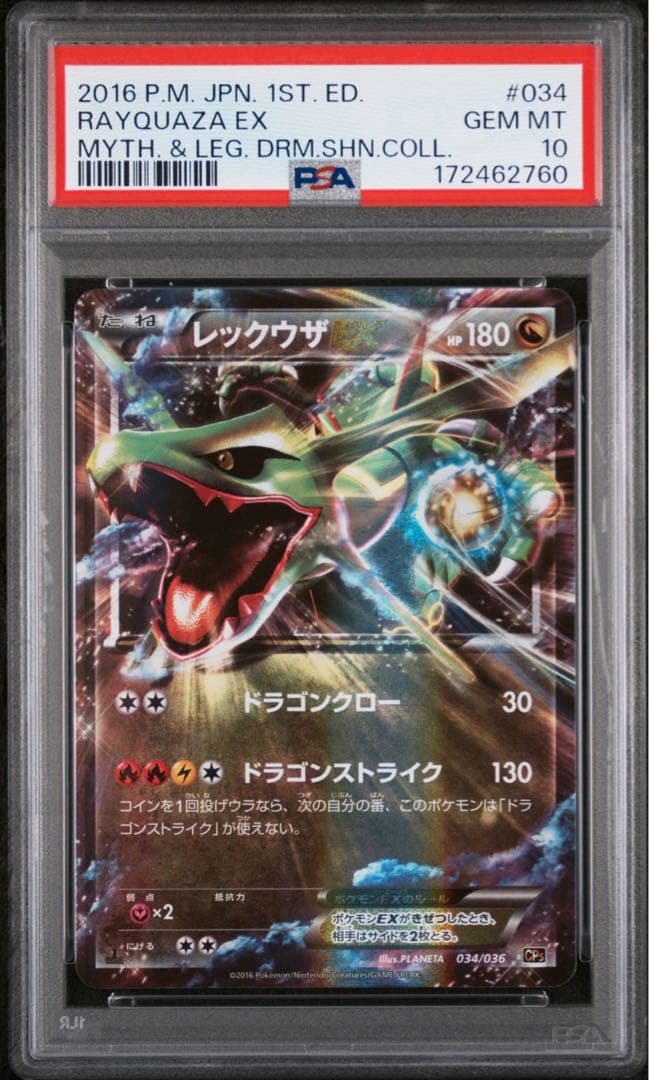 2016 P.M. JPN. 1ST. ED. #034
RAYQUAZA EX GEM MT
MYTH. & LEG. DRM.SHN.COLL. 10
PSA 172462760
たね レックウザEX HP180
ドラゴンクロー 30
ドラゴンストライク 130
コインを1回投げウラなら、次の自分の番、このポケモンは「ドラ
ゴンストライク」が使えない。
弱点 抵抗力
×2
ポケモンEXのルール
ポケモンEXがきぜつしたとき、
相手はサイドを2枚とる。
にげる
Illus.PLANETA 034/036 CP5
©2016 Pokémon/Nintendo/Creatures/GAME FREAK.
PSA